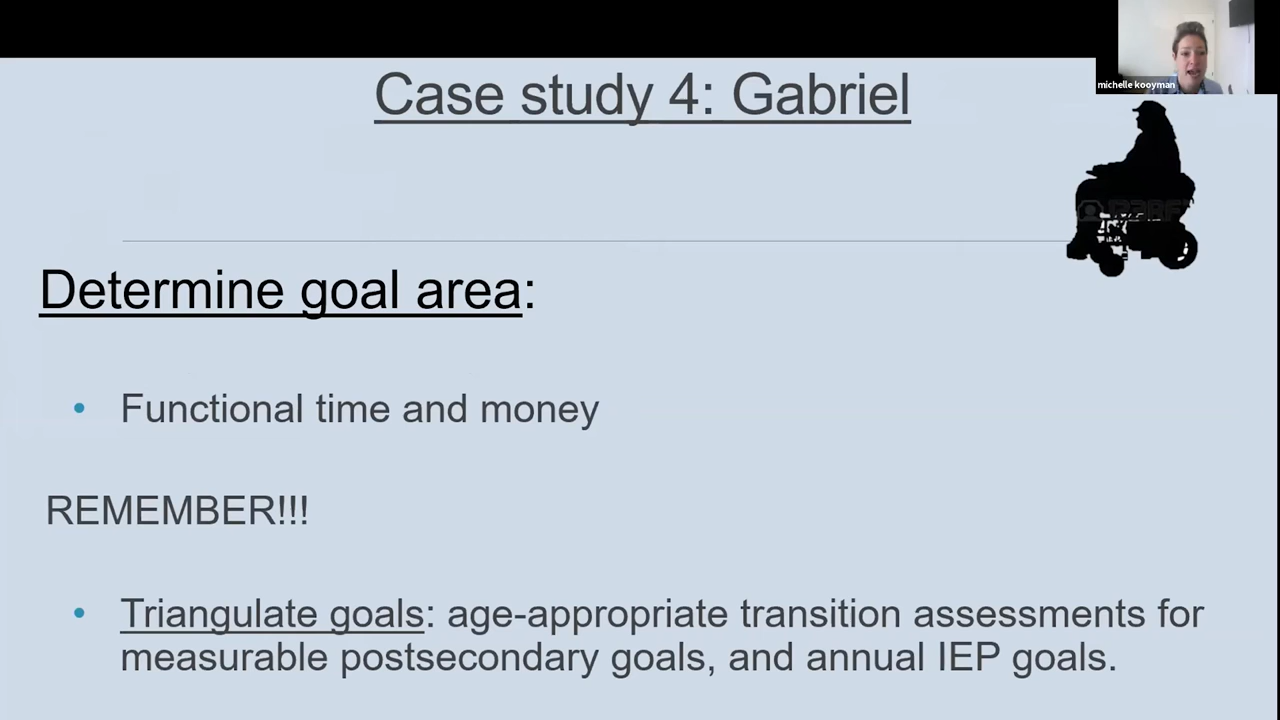 Case study 4: Gabriel
michelle kooyman
Determine goal area:
• Functional time and money
REMEMBER!!!
• Triangulate goals: age-appropriate transition assessments for
measurable postsecondary goals, and annual IEP goals.